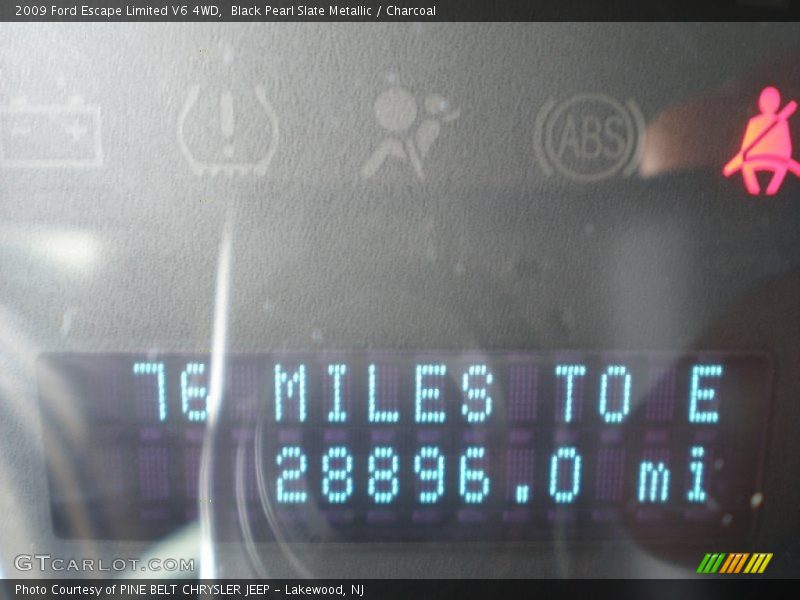 2009 Ford Escape Limited V6 4WD,  Black Pearl Slate Metallic / Charcoal
ABS
76 MILES TO E
28896.0 mi
GTCARLOT.COM
Photo Courtesy of PINE BELT CHRYSLER JEEP - Lakewood, NJ